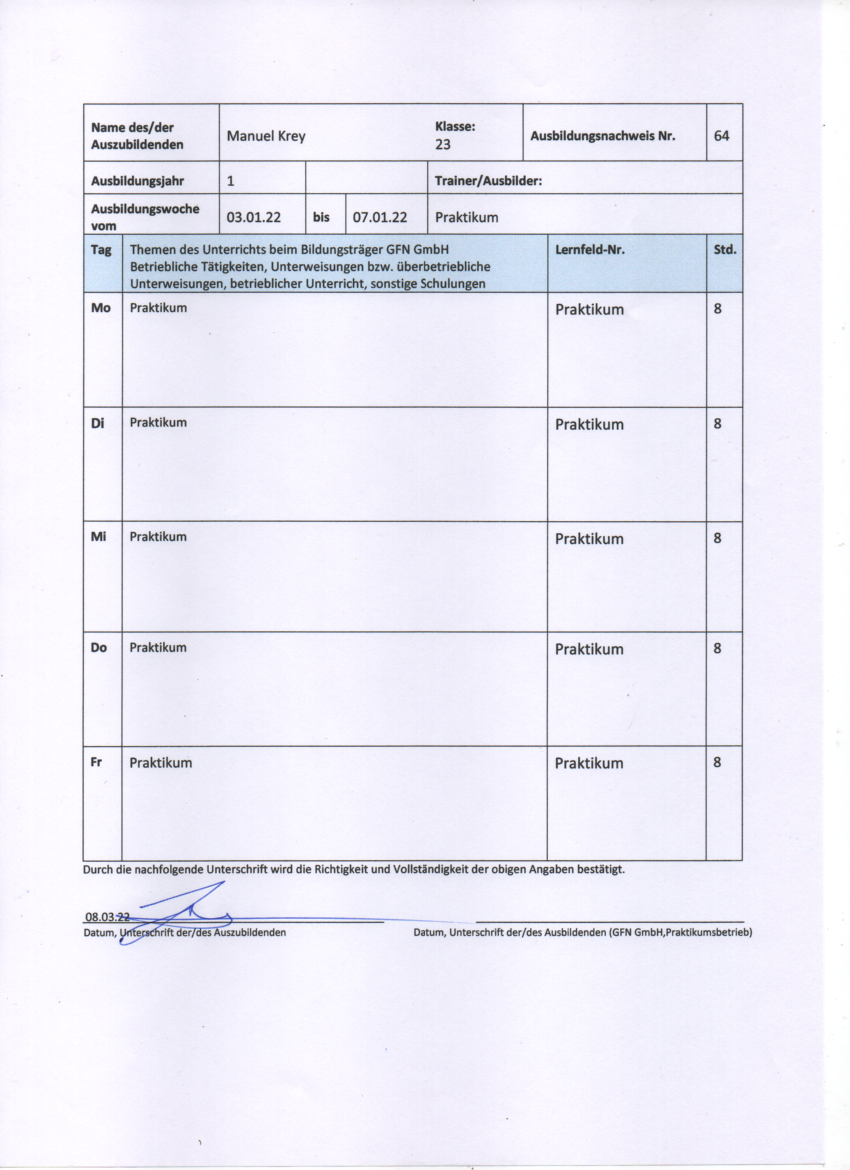 Name des/der
Auszubildenden
Manuel Krey
Klasse:
23
Ausbildungsnachweis Nr.
64
Ausbildungsjahr
1
Trainer/Ausbilder:
Ausbildungswoche
vom
03.01.22
bis
07.01.22
Praktikum
Tag
Themen des Unterrichts beim Bildungsträger GFN GmbH
Betriebliche Tätigkeiten, Unterweisungen bzw. überbetriebliche
Unterweisungen, betrieblicher Unterricht, sonstige Schulungen
Lernfeld-Nr.
Std.
Mo
Praktikum
Praktikum
8
Di
Praktikum
Praktikum
8
Mi
Praktikum
Praktikum
8
Do
Praktikum
Praktikum
8
Fr
Praktikum
Praktikum
8
Durch die nachfolgende Unterschrift wird die Richtigkeit und Vollständigkeit der obigen Angaben bestätigt.
08.03.22
Datum, Unterschrift der/des Auszubildenden
Datum, Unterschrift der/des Ausbildenden (GFN GmbH,Praktikumsbetrieb)